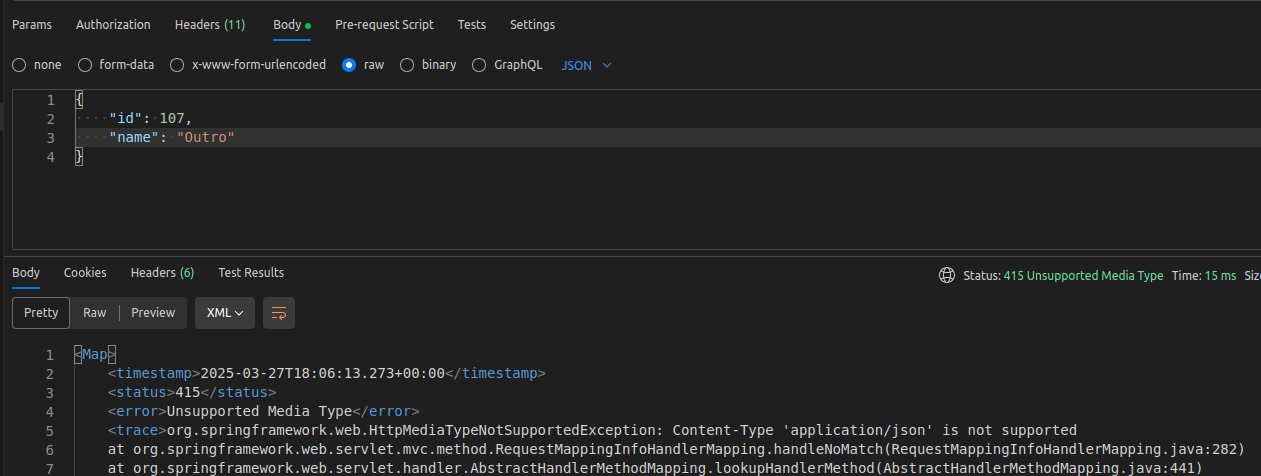 Params Authorization Headers (11) Body Pre-request Script Tests Settings
none form-data x-www-form-urlencoded raw binary GraphQL JSON
1 {
2 "id": 107,
3 "name": "Outro"
4 }
Body Cookies Headers (6) Test Results Status: 415 Unsupported Media Type Time: 15 ms Siz
Pretty Raw Preview XML
1 <Map>
2 <timestamp>2025-03-27T18:06:13.273+00:00</timestamp>
3 <status>415</status>
4 <error>Unsupported Media Type</error>
5 <trace>org.springframework.web.HttpMediaTypeNotSupportedException: Content-Type 'application/json' is not supported
6 at org.springframework.web.servlet.mvc.method.RequestMappingInfoHandlerMapping.handleNoMatch(RequestMappingInfoHandlerMapping.java:282)
7 at org.springframework.web.servlet.handler.AbstractHandlerMethodMapping.lookupHandlerMethod(AbstractHandlerMethodMapping.java:441)